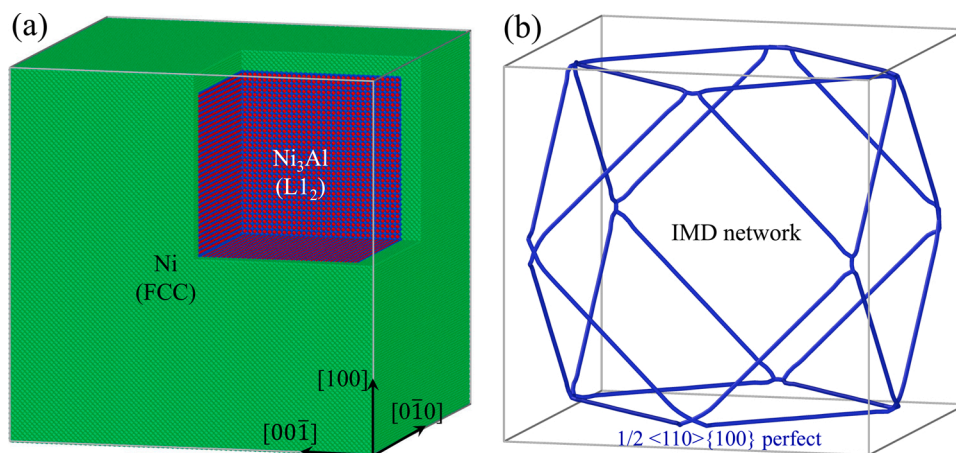 (a)
Ni₃Al
(L1₂)
Ni
(FCC)
[100]
[01̄0]
[001̄]
(b)
IMD network
1/2 <110>{100} perfect